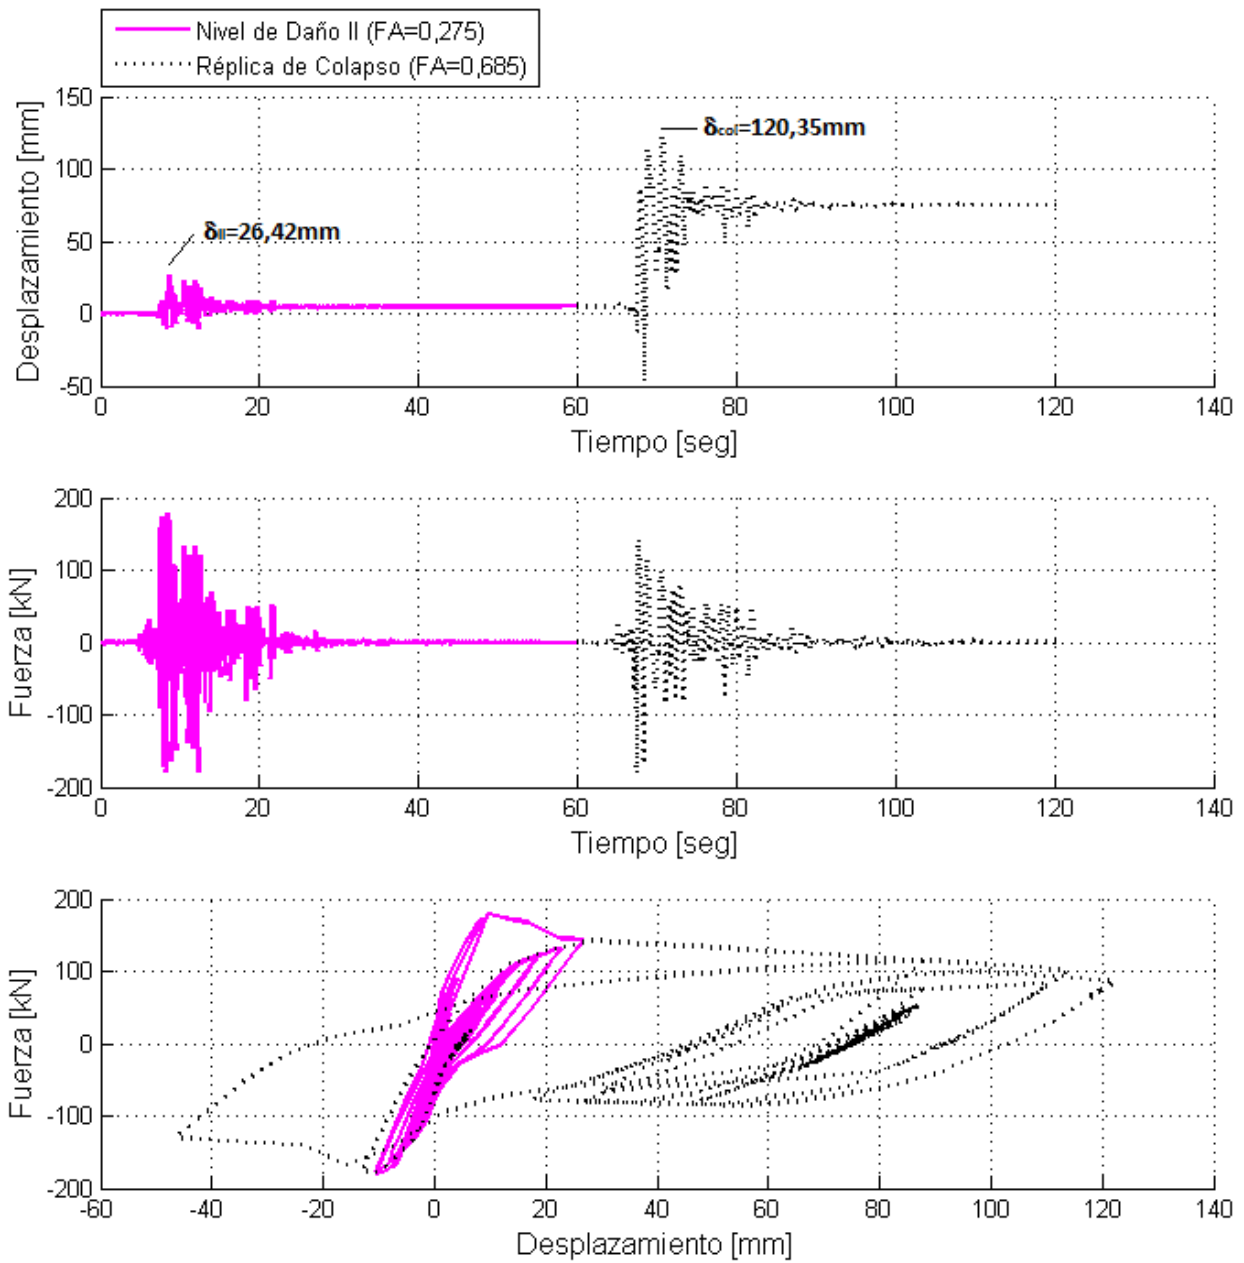 Nivel de Daño II (FA=0,275)
Réplica de Colapso (FA=0,685)
150
100
50
0
-50
Desplazamiento [mm]
δcol=120,35mm
δII=26,42mm
0 20 40 60 80 100 120 140
Tiempo [seg]
200
100
0
-100
-200
Fuerza [kN]
0 20 40 60 80 100 120 140
Tiempo [seg]
200
100
0
-100
-200
Fuerza [kN]
-60 -40 -20 0 20 40 60 80 100 120 140
Desplazamiento [mm]